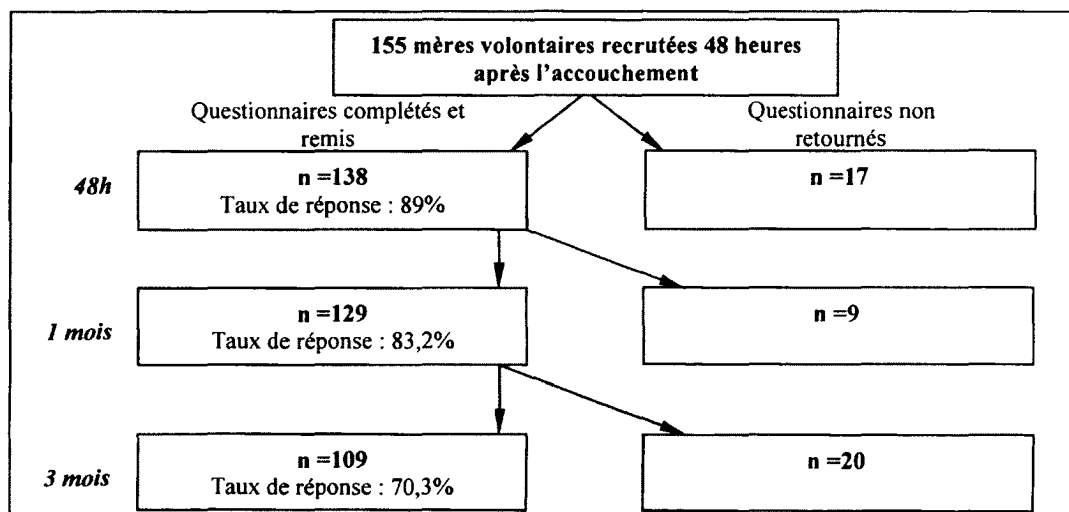 155 mères volontaires recrutées 48 heures
après l'accouchement
Questionnaires complétés et
remis
Questionnaires non
retournés
48h
n =138
Taux de réponse : 89%
n =17
1 mois
n =129
Taux de réponse : 83,2%
n =9
3 mois
n =109
Taux de réponse : 70,3%
n =20